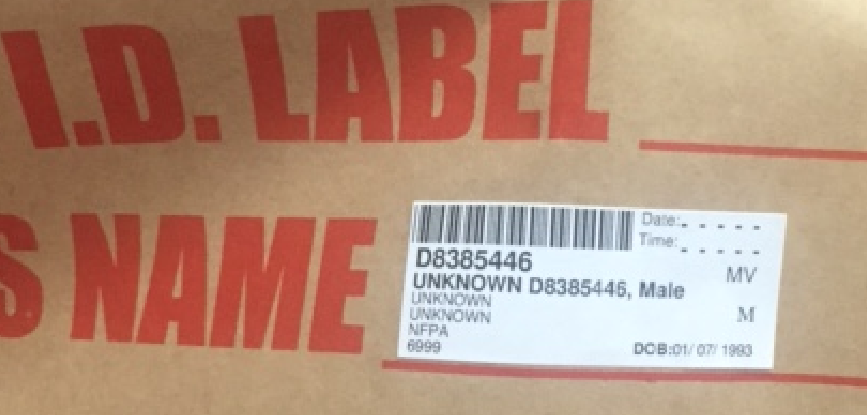 I.D. LABEL
S NAME
Date:- - - - -
Time:- - - - -
D8385446
MV
UNKNOWN D8385446, Male
UNKNOWN
UNKNOWN
M
NFPA
6999
DOB:01/ 07/ 1993